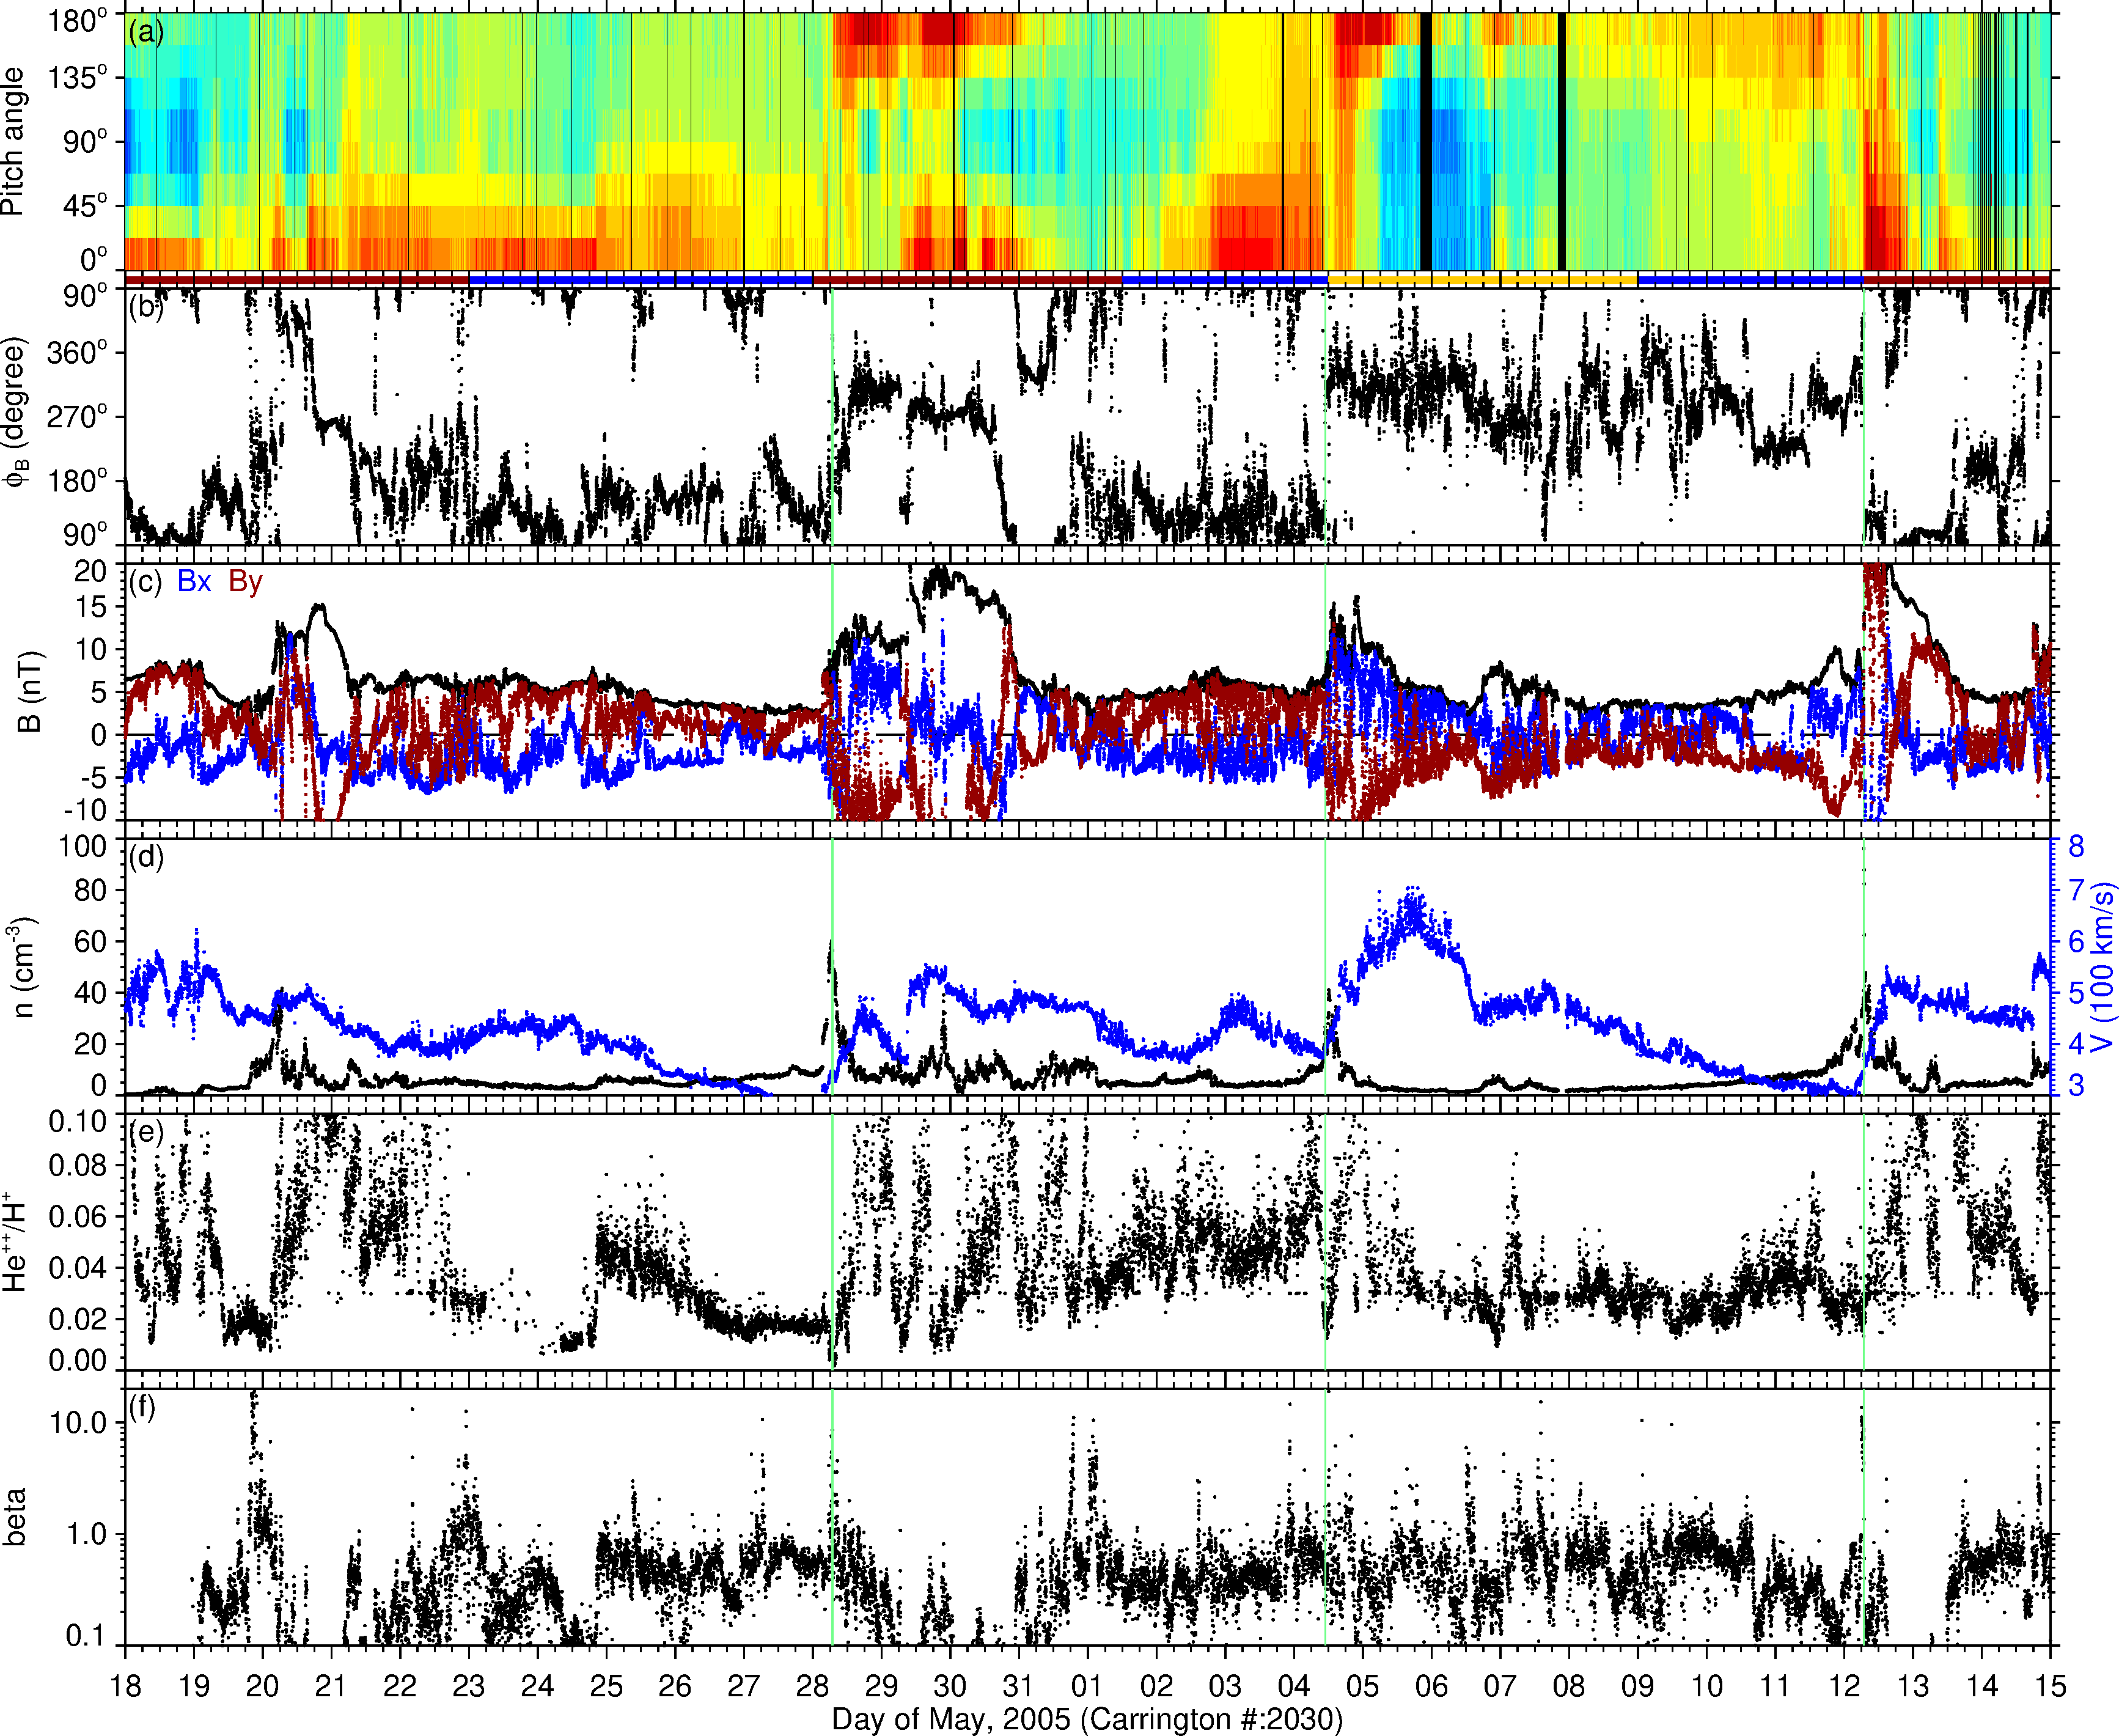 (a)
Pitch angle
180°
135°
90°
45°
0°
(b)
ϕB (degree)
90°
360°
270°
180°
90°
(c) Bx By
B (nT)
20
15
10
5
0
-5
-10
(d)
n (cm-3)
100
80
60
40
20
0
8
7
6
5
4
3
V (100 km/s)
(e)
He++/H+
0.10
0.08
0.06
0.04
0.02
0.00
(f)
beta
10.0
1.0
0.1
18 19 20 21 22 23 24 25 26 27 28 29 30 31 01 02 03 04 05 06 07 08 09 10 11 12 13 14 15
Day of May, 2005 (Carrington #:2030)